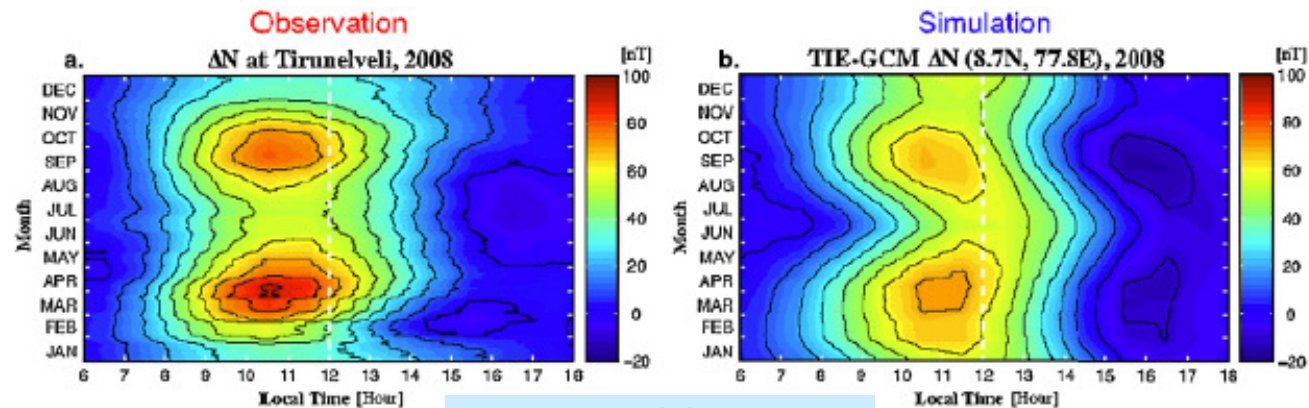 Observation
Simulation
a. ΔN at Tirunelveli, 2008 [nT]
b. TIE-GCM ΔN (8.7N, 77.8E), 2008 [nT]
Month
DEC
NOV
OCT
SEP
AUG
JUL
JUN
MAY
APR
MAR
FEB
JAN
6 7 8 9 10 11 12 13 14 15 16 17 18
Local Time [Hour]
100
80
60
40
20
0
−20
Month
DEC
NOV
OCT
SEP
AUG
JUL
JUN
MAY
APR
MAR
FEB
JAN
6 7 8 9 10 11 12 13 14 15 16 17 18
Local Time [Hour]
100
80
60
40
20
0
−20